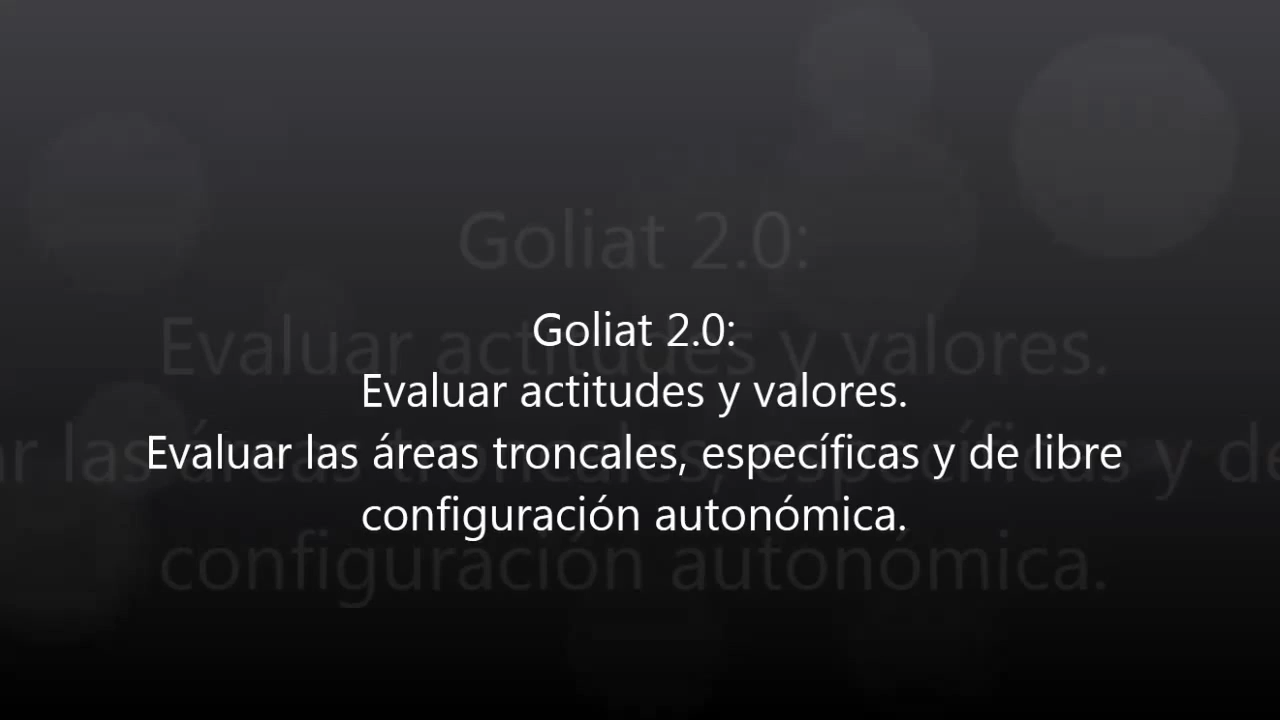 Goliat 2.0:
Evaluar actitudes y valores.
Evaluar las áreas troncales, específicas y de libre
configuración autonómica.